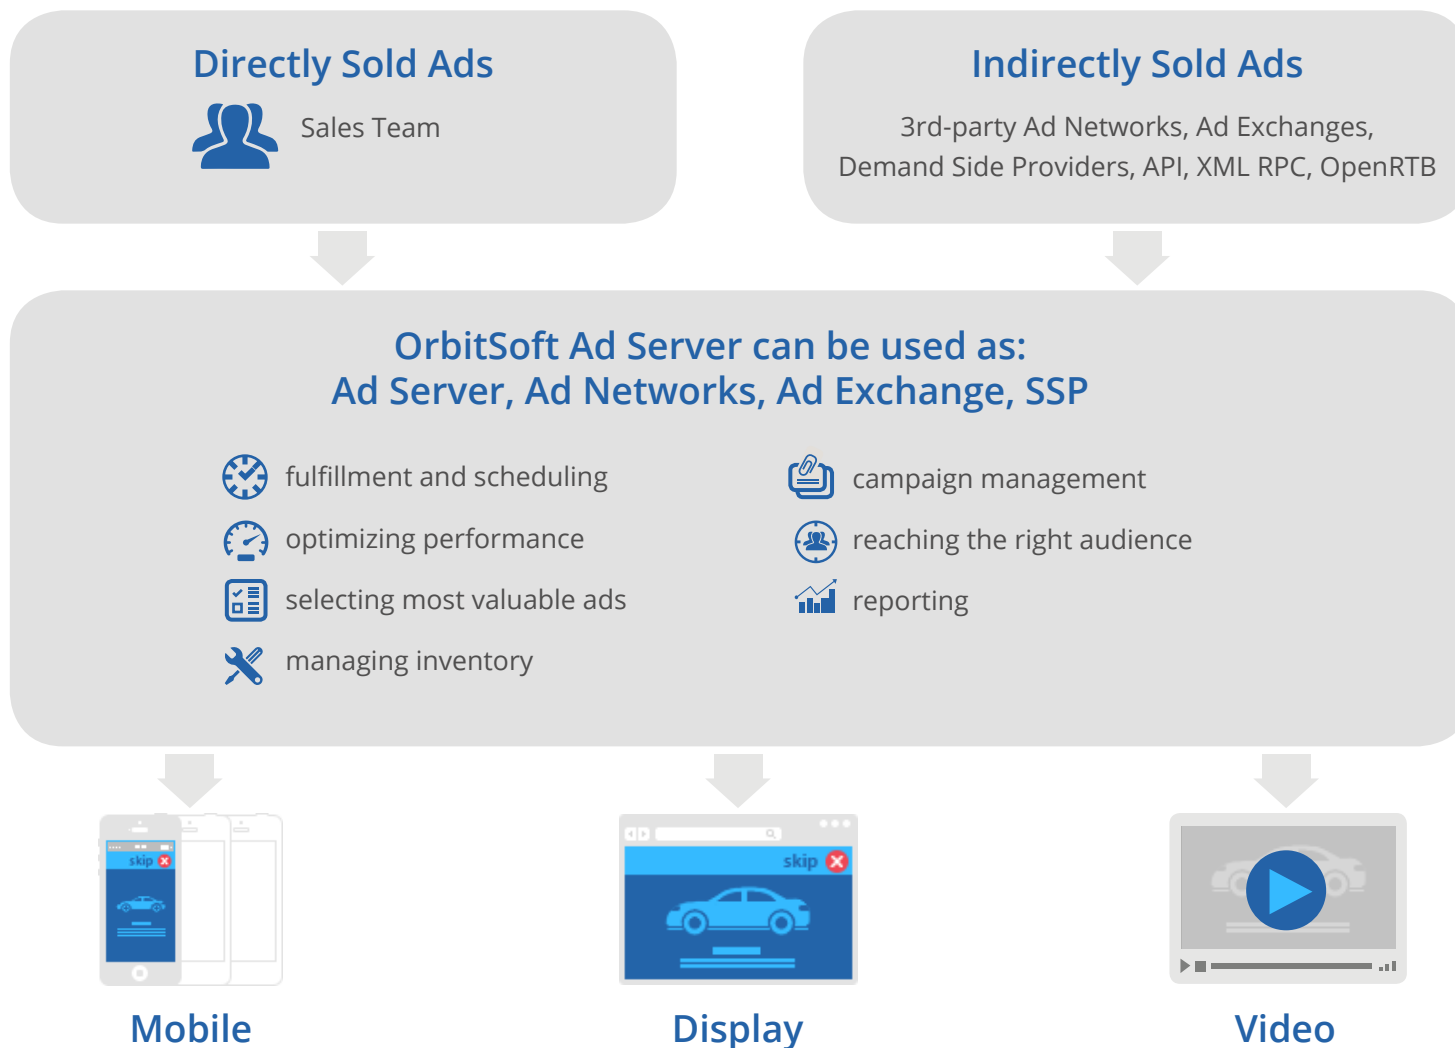 Directly Sold Ads
Sales Team
Indirectly Sold Ads
3rd-party Ad Networks, Ad Exchanges,
Demand Side Providers, API, XML RPC, OpenRTB
OrbitSoft Ad Server can be used as:
Ad Server, Ad Networks, Ad Exchange, SSP
fulfillment and scheduling
optimizing performance
selecting most valuable ads
managing inventory
campaign management
reaching the right audience
reporting
skip
Mobile
skip
Display
Video